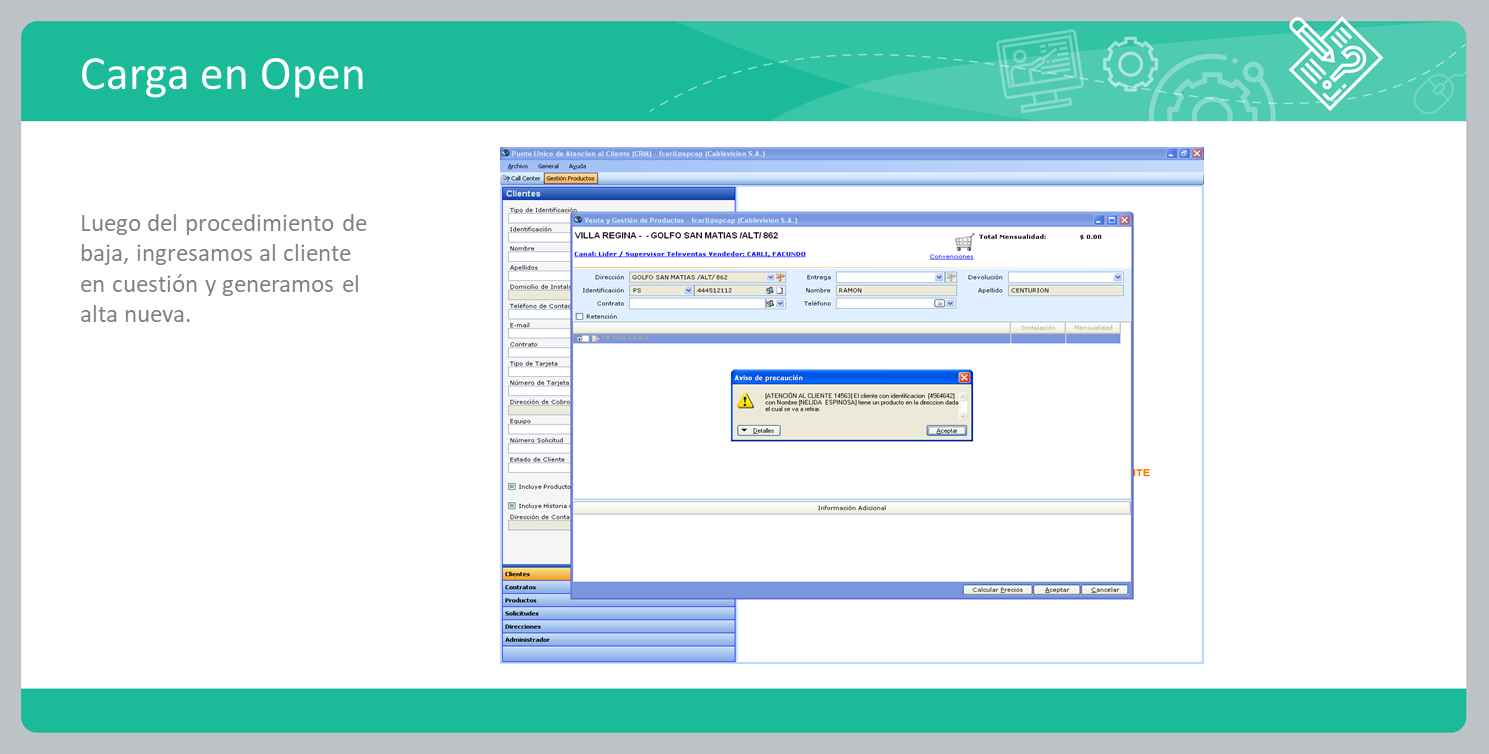 Carga en Open
Luego del procedimiento de
baja, ingresamos al cliente
en cuestión y generamos el
alta nueva.
Punto Unico de Atencion al Cliente (CRM) - fcarli@opcap (Cablevision S.A.)
Archivo General Ayuda
Call Center Gestión Productos
Clientes
Tipo de Identificación
Identificación
Nombre
Apellidos
Domicilio de Instala
Teléfono de Contac
E-mail
Contrato
Tipo de Tarjeta
Número de Tarjeta
Dirección de Cobro
Equipo
Número Solicitud
Estado de Cliente
Incluye Producto
Incluye Historia
Dirección de Conta
Clientes
Contratos
Productos
Solicitudes
Direcciones
Administrador
Venta y Gestión de Productos - fcarli@opcap (Cablevision S.A.)
VILLA REGINA - - GOLFO SAN MATIAS /ALT/ 862
Total Mensualidad: $ 0.00
Canal: Lider / Supervisor Televentas Vendedor: CARLI, FACUNDO
Convenciones
Dirección GOLFO SAN MATIAS /ALT/ 862 Entrega Devolución
Identificación PS 444512112 Nombre RAMON Apellido CENTURION
Contrato Teléfono
Retención
Instalación Mensualidad
TV POR CABLE
Aviso de precaución
[ATENCIÓN AL CLIENTE 14563] El cliente con identificacion [4564642]
con Nombre [NELIDA ESPINOSA] tiene un producto en la direccion dada
el cual se va a retirar.
Detalles Aceptar
ITE
Información Adicional
Calcular Precios Aceptar Cancelar